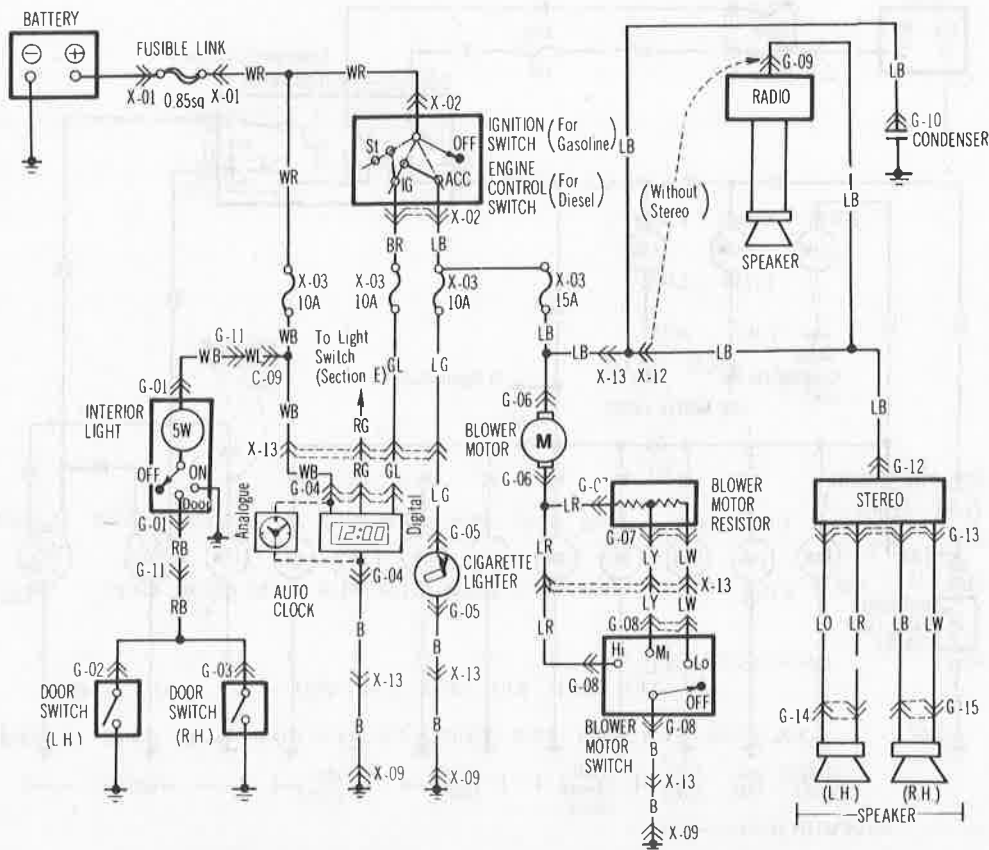 BATTERY
FUSIBLE LINK
X-01 0.85sq X-01
WR
WR
X-02
IGNITION SWITCH (For Gasoline)
ENGINE CONTROL SWITCH (For Diesel)
St
OFF
IG
ACC
X-02
WR
BR
LB
X-03 10A
X-03 10A
X-03 10A
X-03 15A
LB
G-09
RADIO
LB
G-10
CONDENSER
LB
(Without Stereo)
LB
SPEAKER
WB
G-11
WB
WL
C-09
To Light Switch (Section E)
GL
LG
LB
X-13
X-12
LB
G-01
INTERIOR LIGHT
5W
OFF
ON
Door
G-01
WB
RG
X-13
WB
RG
GL
G-04
Analogue
12:00
Digital
AUTO CLOCK
G-04
LG
G-05
CIGARETTE LIGHTER
G-05
G-06
BLOWER MOTOR
M
G-06
LR
G-07
BLOWER MOTOR RESISTOR
G-07
LY
LW
X-13
LR
LY
LW
LR
G-08
LB
G-12
STEREO
G-13
RB
G-11
RB
G-02
G-03
DOOR SWITCH (L.H.)
DOOR SWITCH (R.H.)
B
X-13
B
X-09
B
X-13
B
X-09
Hi
Mi
Lo
OFF
G-08
BLOWER MOTOR SWITCH
G-08
B
X-13
B
X-09
LO
LR
LB
LW
G-14
G-15
(L.H.)
(R.H.)
SPEAKER